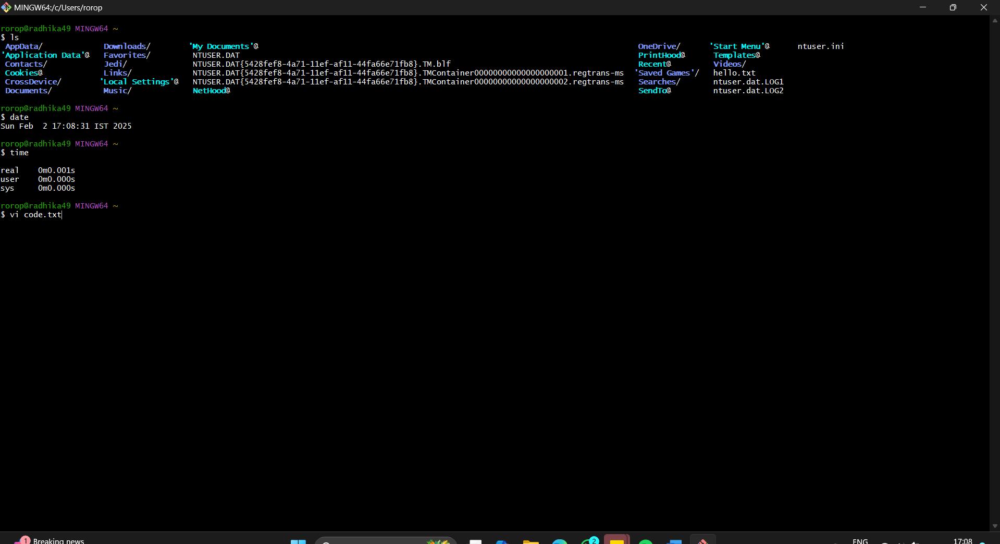 MINGW64:/c/Users/rorop
rorop@radhika49 MINGW64 ~
$ ls
AppData/ Downloads/ 'My Documents'@ OneDrive/ 'Start Menu'@ ntuser.ini
'Application Data'@ Favorites/ NTUSER.DAT PrintHood@ Templates@
Contacts/ Jedi/ NTUSER.DAT{5428fef8-4a71-11ef-af11-44fa66e71fb8}.TM.blf Recent@ Videos/
Cookies@ Links/ NTUSER.DAT{5428fef8-4a71-11ef-af11-44fa66e71fb8}.TMContainer00000000000000000001.regtrans-ms 'Saved Games'/ hello.txt
CrossDevice/ 'Local Settings'@ NTUSER.DAT{5428fef8-4a71-11ef-af11-44fa66e71fb8}.TMContainer00000000000000000002.regtrans-ms Searches/ ntuser.dat.LOG1
Documents/ Music/ NetHood@ SendTo@ ntuser.dat.LOG2
rorop@radhika49 MINGW64 ~
$ date
Sun Feb  2 17:08:31 IST 2025
rorop@radhika49 MINGW64 ~
$ time
real 0m0.001s
user 0m0.000s
sys 0m0.000s
rorop@radhika49 MINGW64 ~
$ vi code.txt
1 Breaking news 2 ENG 17:08